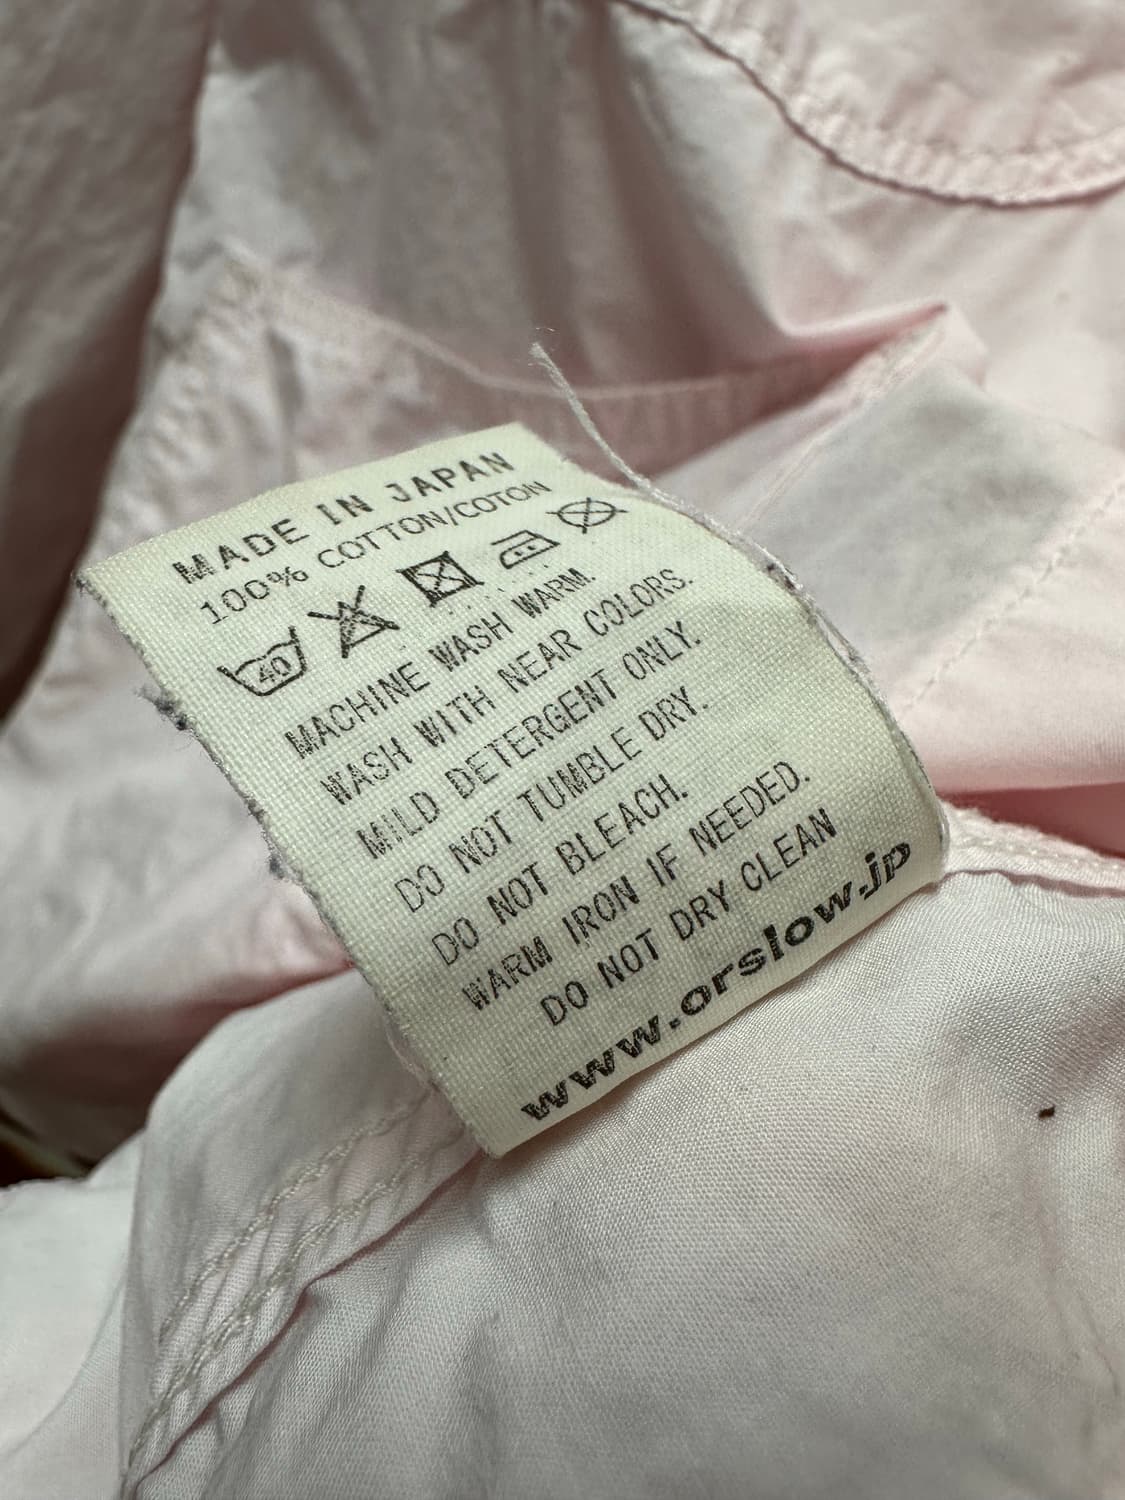 MADE IN JAPAN
100% COTTON/COTON
40
MACHINE WASH WARM.
WASH WITH NEAR COLORS.
MILD DETERGENT ONLY.
DO NOT TUMBLE DRY.
DO NOT BLEACH.
WARM IRON IF NEEDED.
DO NOT DRY CLEAN
www.orslow.jp